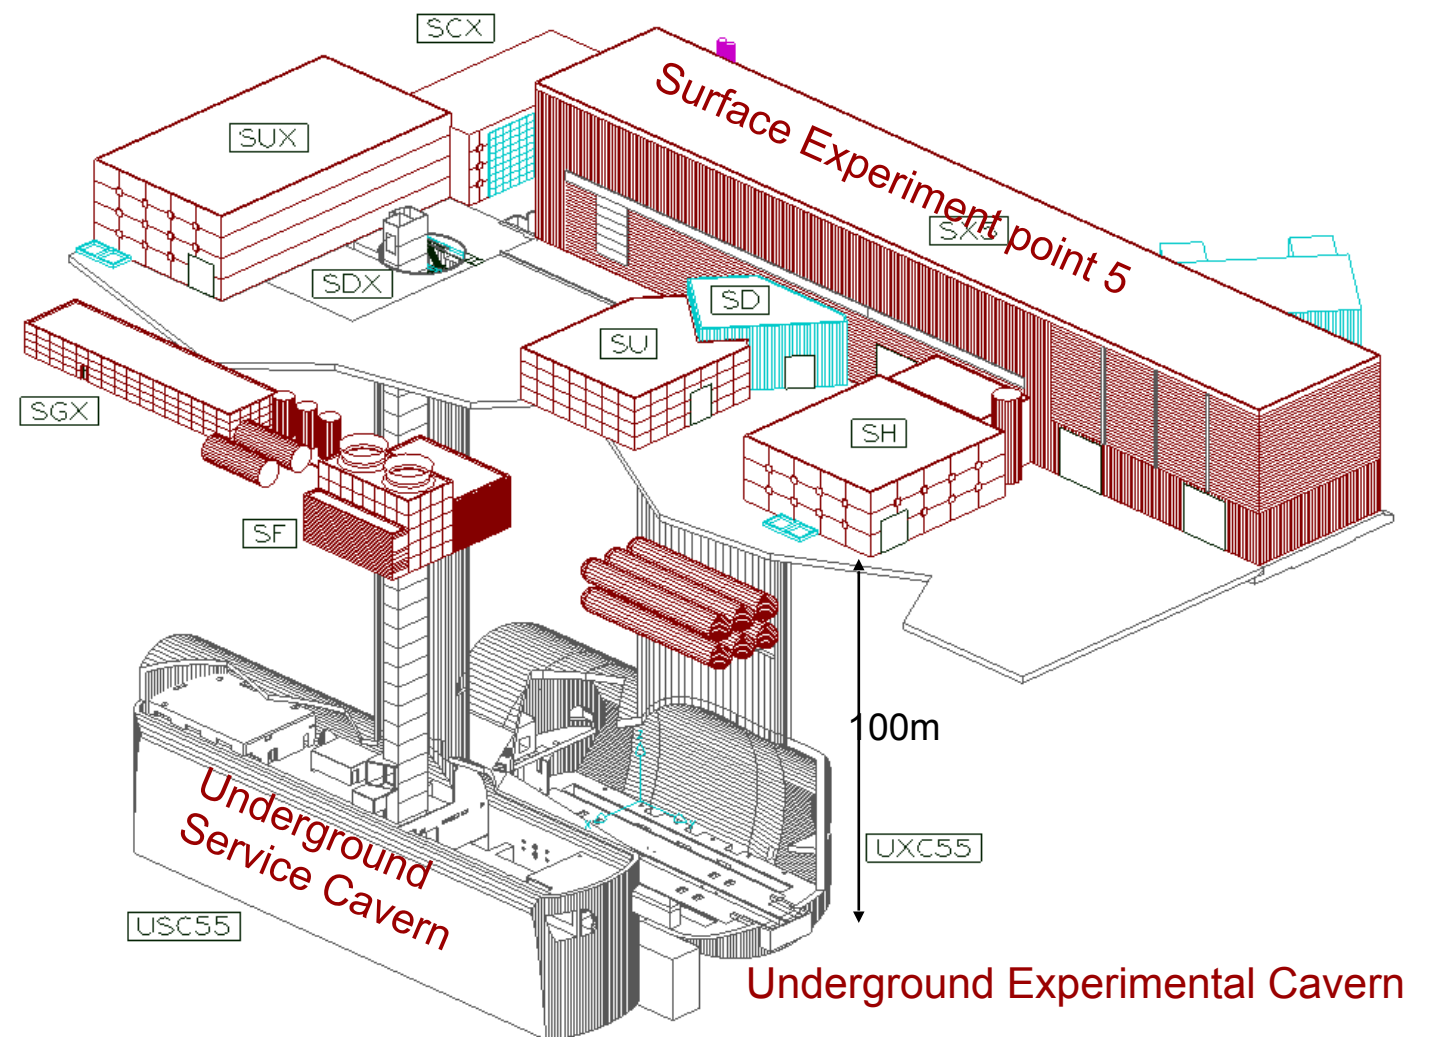 SCX
Surface Experiment point 5
SUX
SX5
SDX
SD
SU
SGX
SH
SF
100m
Underground
Service Cavern
UXC55
USC55
Underground Experimental Cavern
Z
X